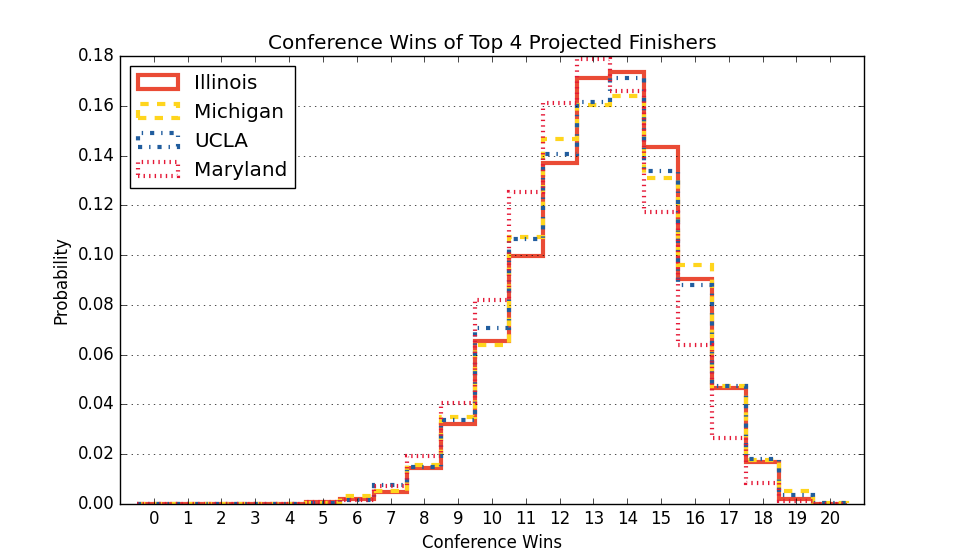 Conference Wins of Top 4 Projected Finishers
0.18
0.16
0.14
0.12
0.10
0.08
0.06
0.04
0.02
0.00
Probability
Illinois
Michigan
UCLA
Maryland
0 1 2 3 4 5 6 7 8 9 10 11 12 13 14 15 16 17 18 19 20
Conference Wins